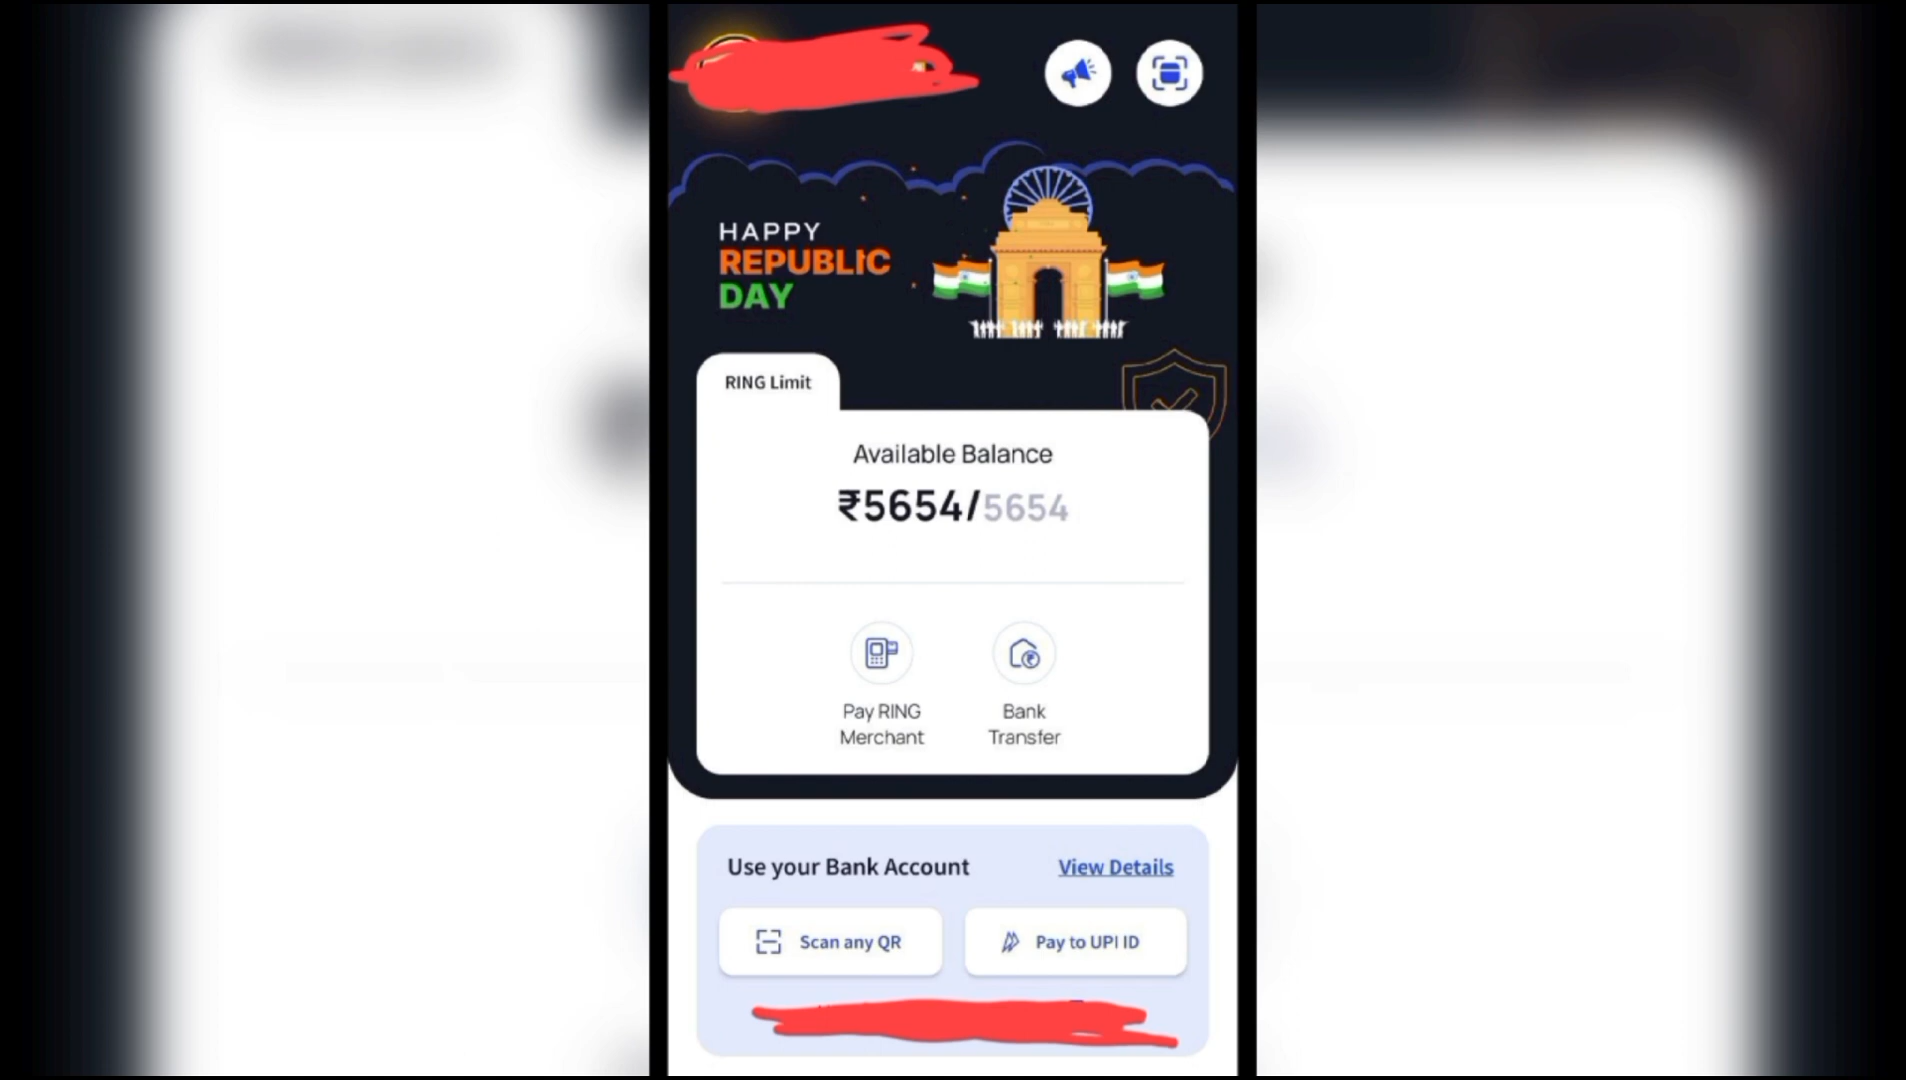 HAPPY
REPUBLIC
DAY
RING Limit
Available Balance
₹5654/5654
Pay RING
Merchant
Bank
Transfer
Use your Bank Account
View Details
Scan any QR
Pay to UPI ID